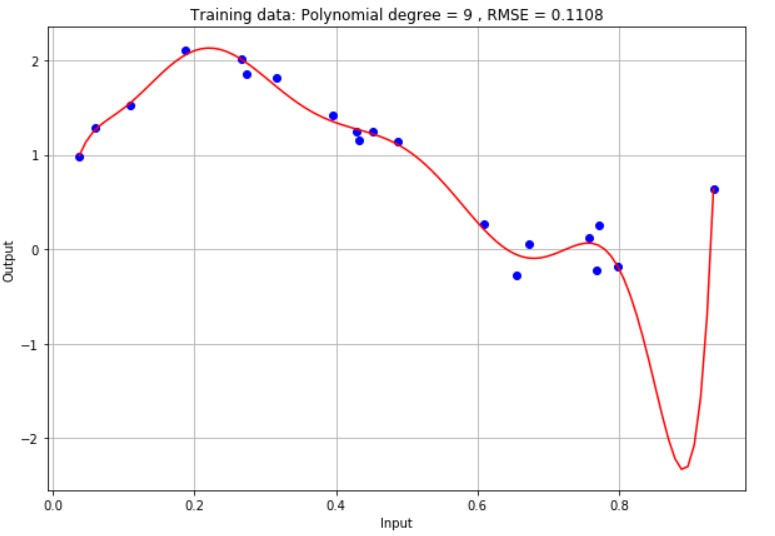 Training data: Polynomial degree = 9 , RMSE = 0.1108
2
1
0
−1
−2
Output
0.0 0.2 0.4 0.6 0.8
Input